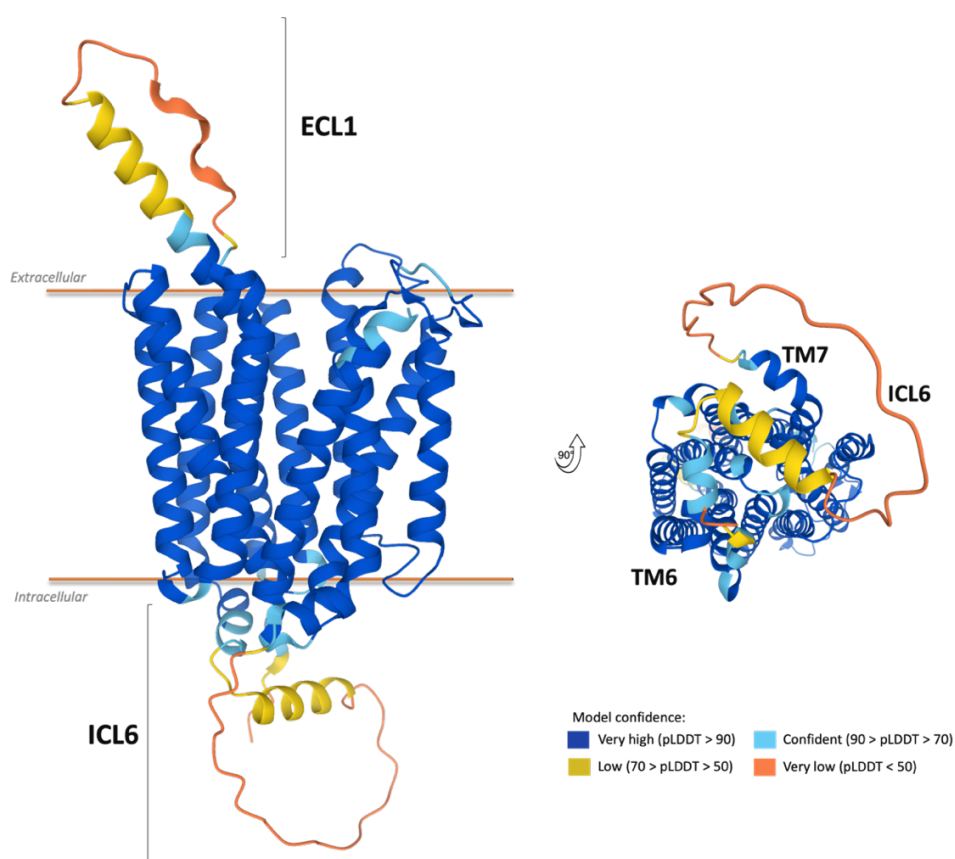 ECL1
Extracellular
TM7
ICL6
90°
TM6
Intracellular
ICL6
Model confidence:
Very high (pLDDT > 90)
Confident (90 > pLDDT > 70)
Low (70 > pLDDT > 50)
Very low (pLDDT < 50)